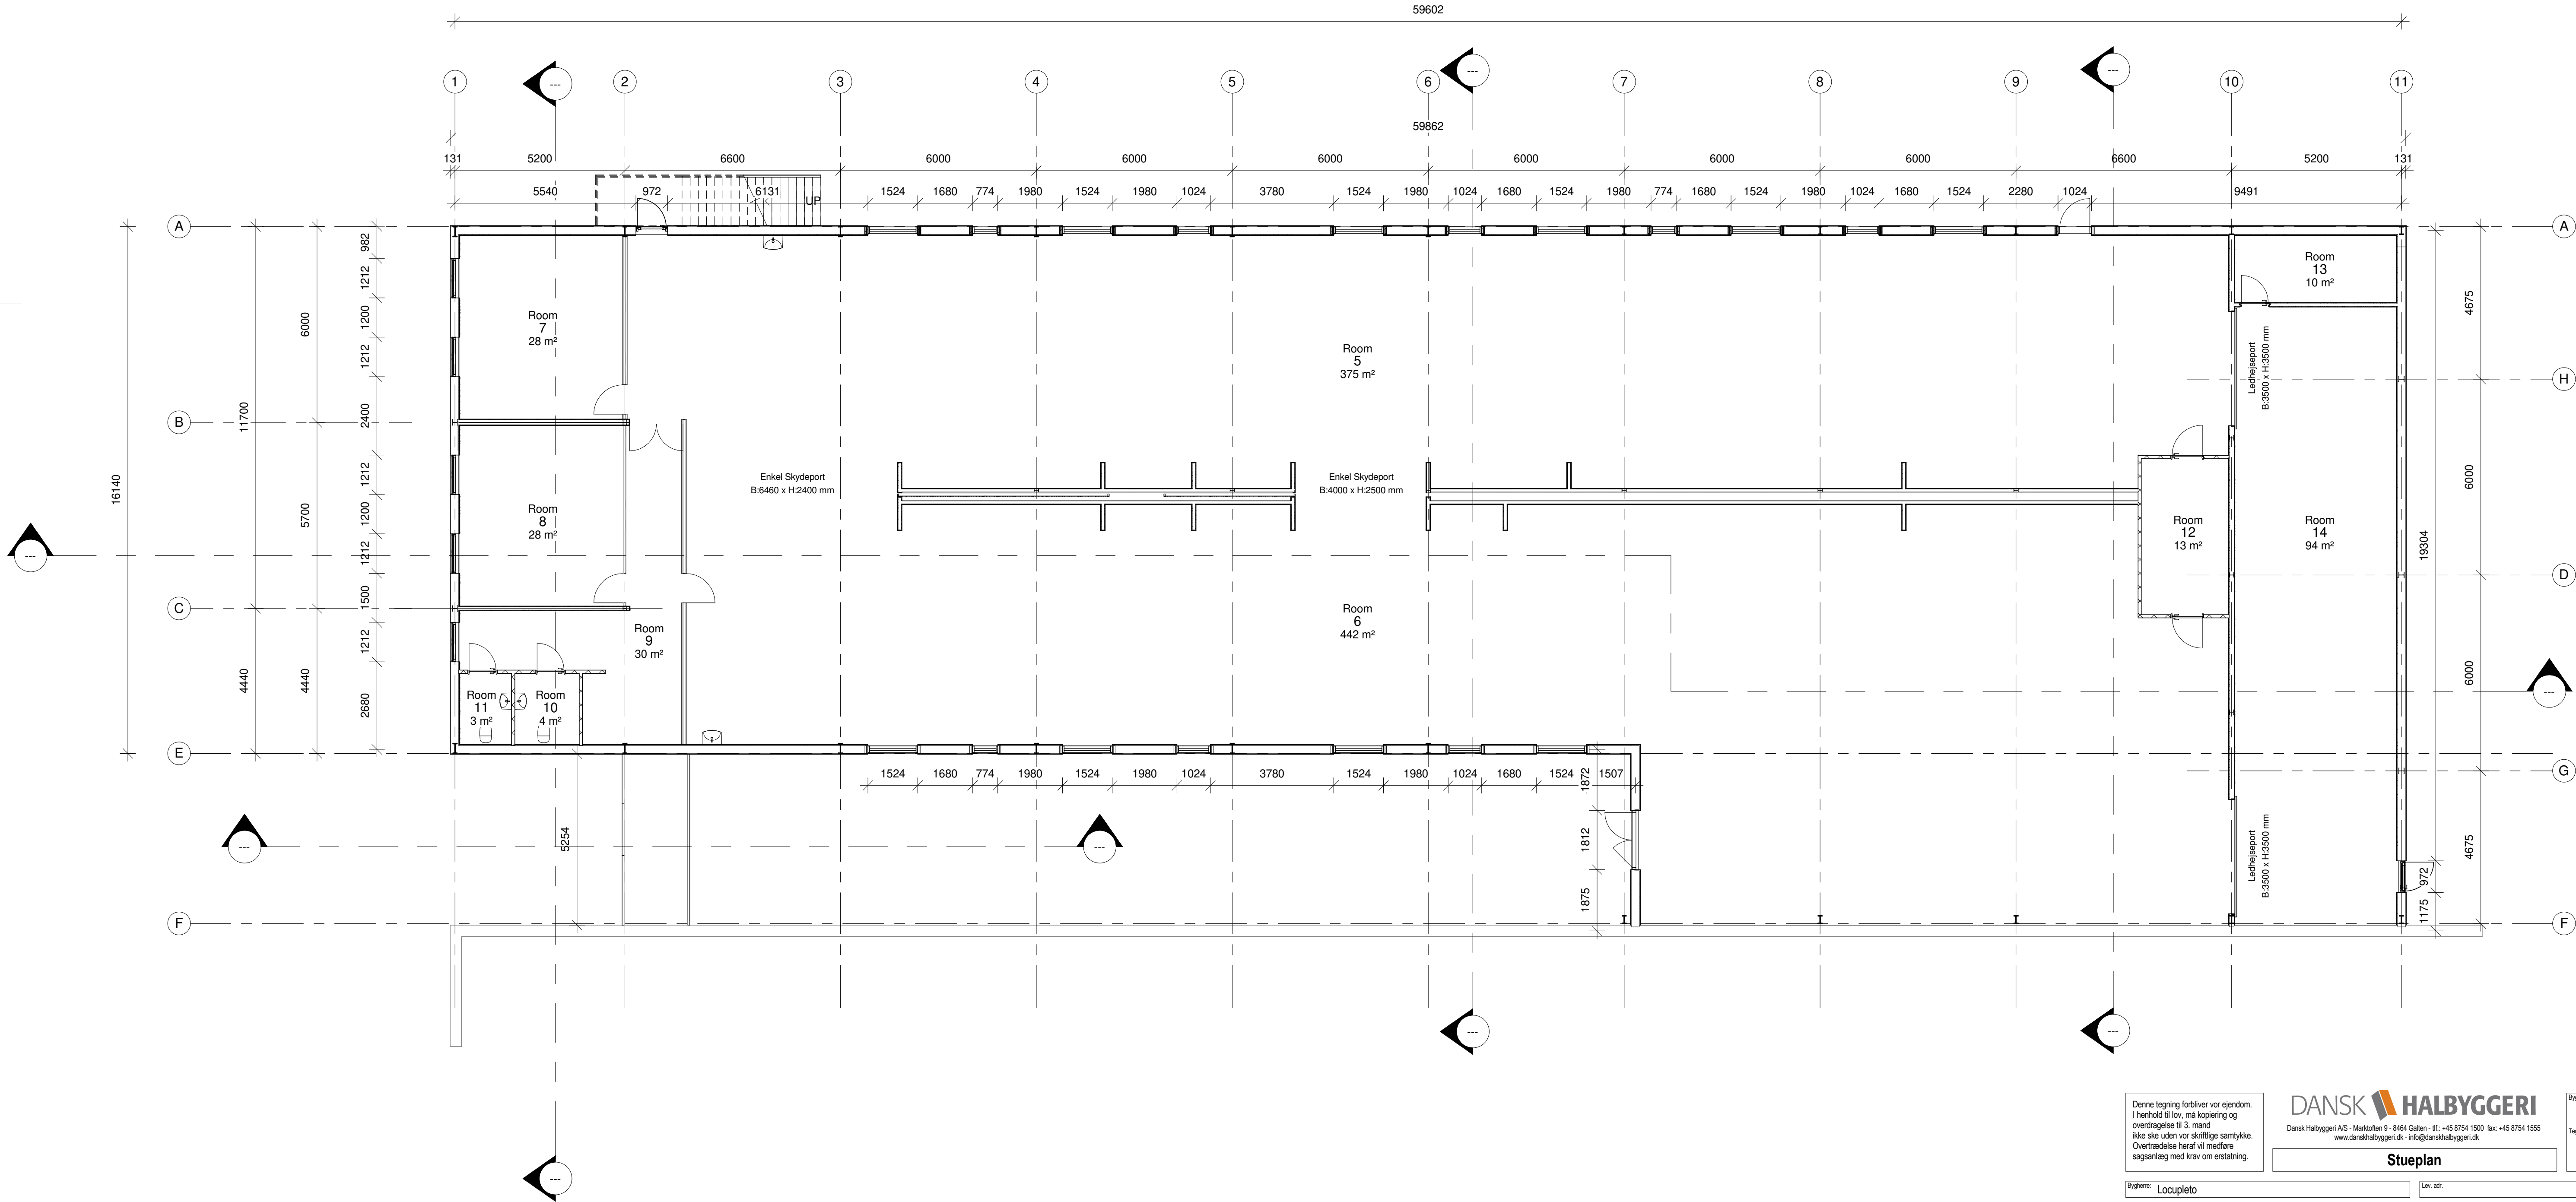 59602
1
2
3
4
5
6
7
8
9
10
11
---
---
---
59862
131
5200
6600
6000
6000
6000
6000
6000
6000
6600
5200
131
5540
972
6131
1524
1680
774
1980
1524
1980
1024
3780
1524
1980
1024
1680
1524
1980
774
1680
1524
1980
1024
1680
1524
2280
1024
9491
UP
A
B
C
E
F
A
H
D
G
F
16140
11700
4440
6000
5700
4440
982
1212
1200
1212
2400
1212
1200
1212
1500
1212
2680
Room
7
28 m²
Room
8
28 m²
Room
9
30 m²
Room
11
3 m²
Room
10
4 m²
Room
5
375 m²
Room
6
442 m²
Enkel Skydeport
B:6460 x H:2400 mm
Enkel Skydeport
B:4000 x H:2500 mm
Room
12
13 m²
Room
13
10 m²
Room
14
94 m²
Ledhejseport
B:3500 x H:3500 mm
Ledhejseport
B:3500 x H:3500 mm
4675
6000
6000
4675
19304
972
1175
1524
1680
774
1980
1524
1980
1024
3780
1524
1980
1024
1680
1524
1507
1872
1812
1875
5254
---
---
---
---
---
---
---
Denne tegning forbliver vor ejendom.
I henhold til lov, må kopiering og
overdragelse til 3. mand
ikke ske uden vor skriftlige samtykke.
Overtrædelse heraf vil medføre
sagsanlæg med krav om erstatning.
DANSK HALBYGGERI
Dansk Halbyggeri A/S - Marktoften 9 - 8464 Galten - tlf.: +45 8754 1500 fax: +45 8754 1555
www.danskhalbyggeri.dk - info@danskhalbyggeri.dk
Stueplan
Bygherre: Locupleto
Lev. adr.